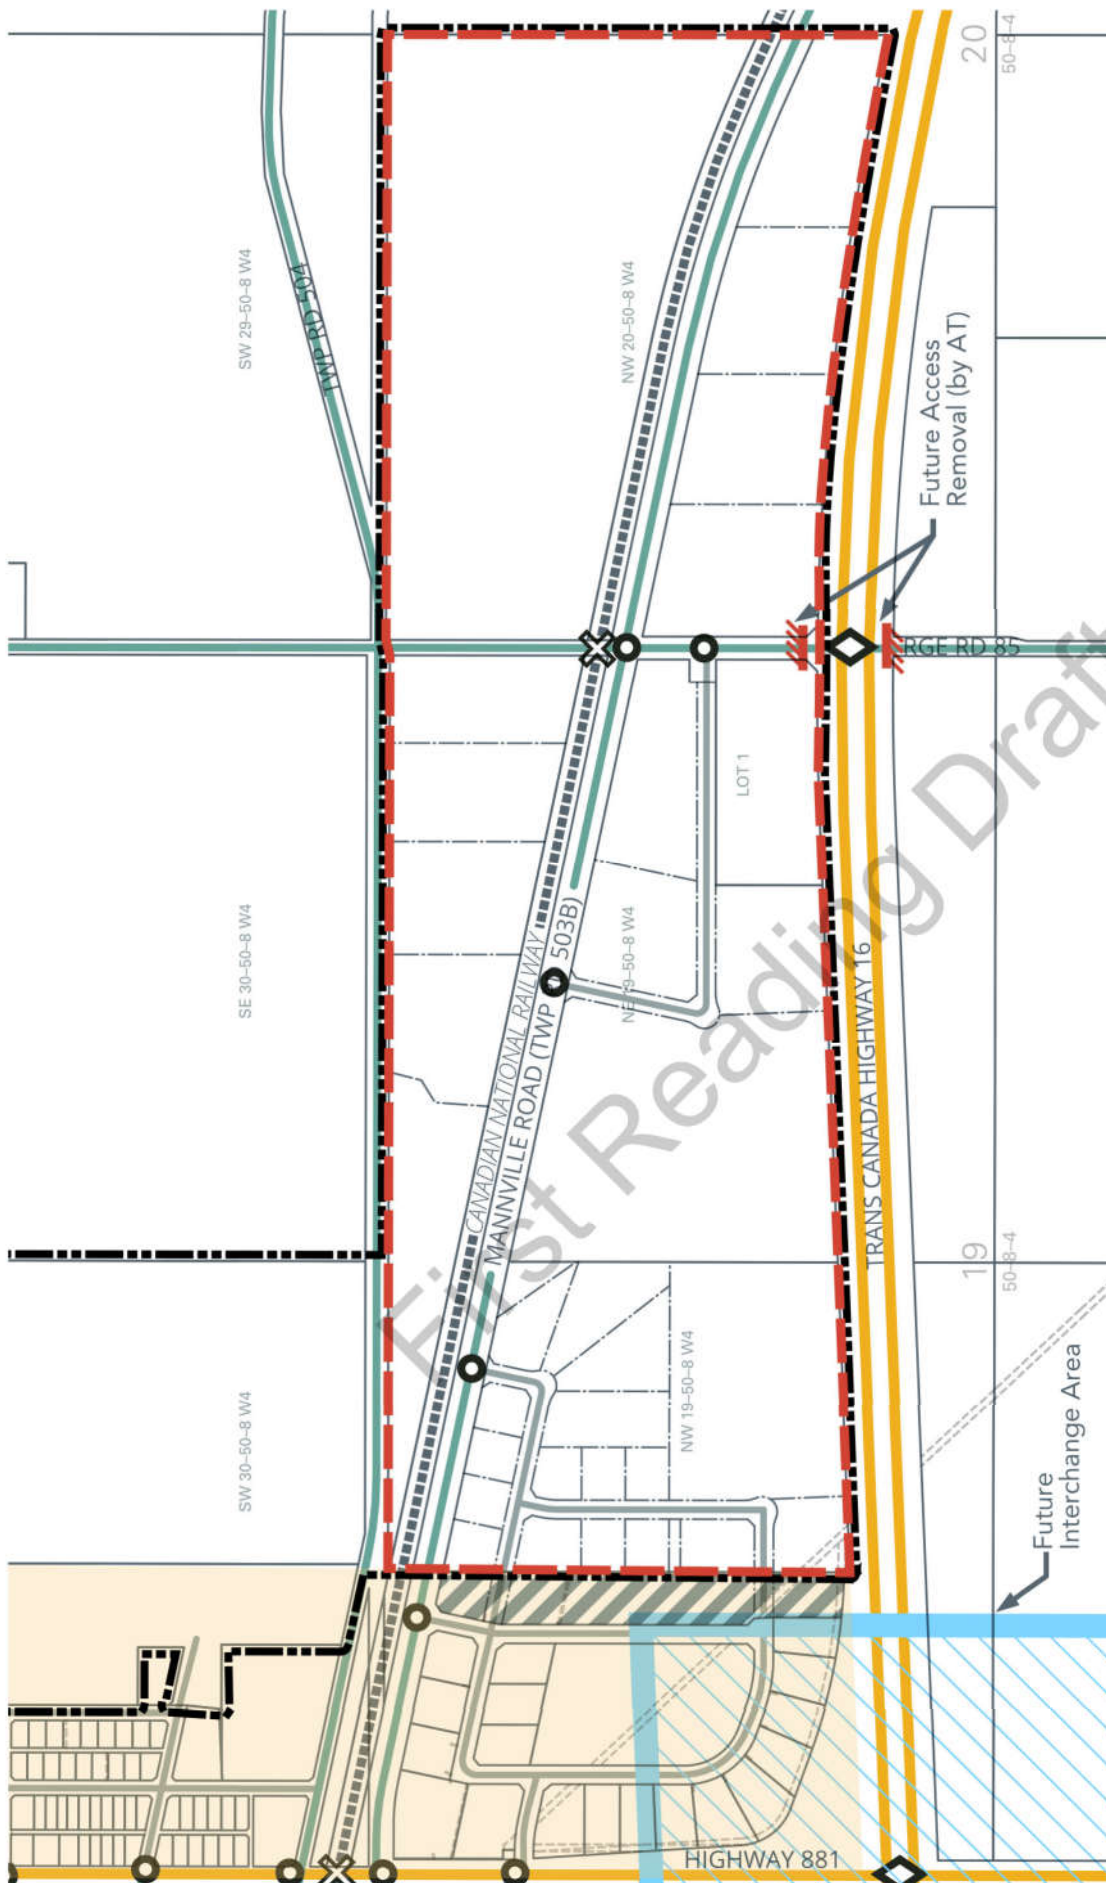 20
50-8-4
SW 29-50-8 W4
TWP RD 504
NW 20-50-8 W4
Future Access
Removal (by AT)
RGE RD 85
LOT 1
SE 30-50-8 W4
CANADIAN NATIONAL RAILWAY
MANNVILLE ROAD (TWP 503B)
NE 19-50-8 W4
TRANS CANADA HIGHWAY 16
First Reading Draft
19
50-8-4
SW 30-50-8 W4
NW 19-50-8 W4
Future
Interchange Area
HIGHWAY 881